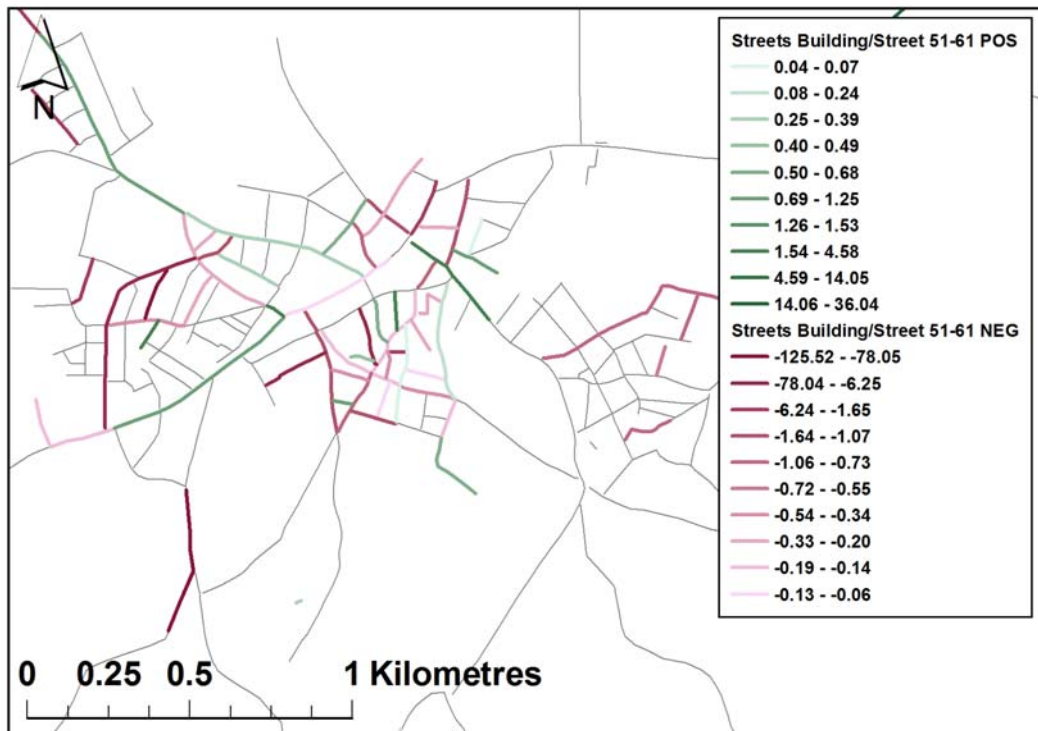 N
Streets Building/Street 51-61 POS
0.04 - 0.07
0.08 - 0.24
0.25 - 0.39
0.40 - 0.49
0.50 - 0.68
0.69 - 1.25
1.26 - 1.53
1.54 - 4.58
4.59 - 14.05
14.06 - 36.04
Streets Building/Street 51-61 NEG
-125.52 - -78.05
-78.04 - -6.25
-6.24 - -1.65
-1.64 - -1.07
-1.06 - -0.73
-0.72 - -0.55
-0.54 - -0.34
-0.33 - -0.20
-0.19 - -0.14
-0.13 - -0.06
0 0.25 0.5 1 Kilometres